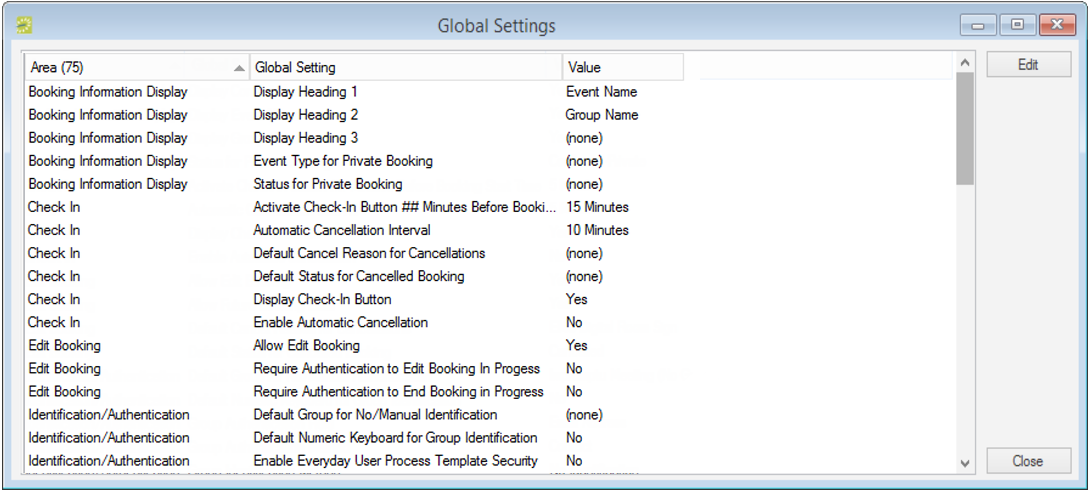 Global Settings
Area (75) Global Setting Value
Edit
Booking Information Display Display Heading 1 Event Name
Booking Information Display Display Heading 2 Group Name
Booking Information Display Display Heading 3 (none)
Booking Information Display Event Type for Private Booking (none)
Booking Information Display Status for Private Booking (none)
Check In Activate Check-In Button ## Minutes Before Booki... 15 Minutes
Check In Automatic Cancellation Interval 10 Minutes
Check In Default Cancel Reason for Cancellations (none)
Check In Default Status for Cancelled Booking (none)
Check In Display Check-In Button Yes
Check In Enable Automatic Cancellation No
Edit Booking Allow Edit Booking Yes
Edit Booking Require Authentication to Edit Booking In Progess No
Edit Booking Require Authentication to End Booking in Progress No
Identification/Authentication Default Group for No/Manual Identification (none)
Identification/Authentication Default Numeric Keyboard for Group Identification No
Identification/Authentication Enable Everyday User Process Template Security No
Close